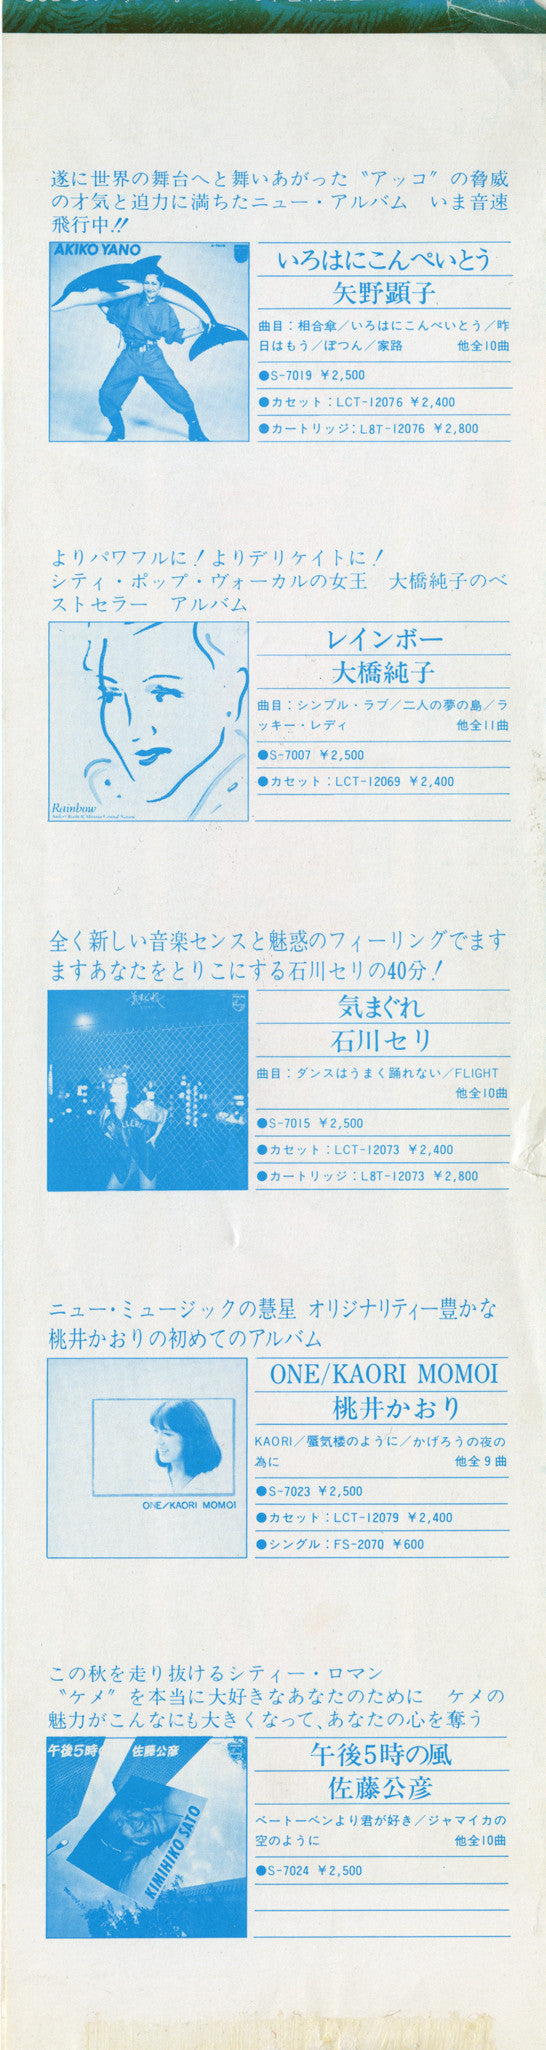 遂に世界の舞台へと舞いあがった〝アッコ〟の脅威
の才気と迫力に満ちたニュー・アルバム　いま音速
飛行中!!
AKIKO YANO
いろはにこんぺいとう
矢野顕子
曲目：相合傘／いろはにこんぺいとう／昨
日はもう／ぽつん／家路　他全10曲
●S-7019 ￥2,500
●カセット：LCT-12076 ￥2,400
●カートリッジ：L8T-12076 ￥2,800
よりパワフルに！よりデリケイトに！
シティ・ポップ・ヴォーカルの女王　大橋純子のベ
ストセラー　アルバム
Rainbow
レインボー
大橋純子
曲目：シンプル・ラブ／二人の夢の島／ラ
ッキー・レディ　他全11曲
●S-7007 ￥2,500
●カセット：LCT-12069 ￥2,400
全く新しい音楽センスと魅惑のフィーリングでます
ますあなたをとりこにする石川セリの40分！
気まぐれ
気まぐれ
石川セリ
曲目：ダンスはうまく踊れない／FLIGHT
他全10曲
●S-7015 ￥2,500
●カセット：LCT-12073 ￥2,400
●カートリッジ：L8T-12073 ￥2,800
ニュー・ミュージックの慧星 オリジナリティー豊かな
桃井かおりの初めてのアルバム
ONE/KAORI MOMOI
ONE/KAORI MOMOI
桃井かおり
KAORI／蜃気楼のように／かげろうの夜の
為に　他全9曲
●S-7023 ￥2,500
●カセット：LCT-12079 ￥2,400
●シングル：FS-2070 ￥600
この秋を走り抜けるシティー・ロマン
〝ケメ〟を本当に大好きなあなたのために　ケメの
魅力がこんなにも大きくなって、あなたの心を奪う
午後5時 佐藤公彦
KIMIHIKO SATO
午後5時の風
佐藤公彦
ベートーベンより君が好き／ジャマイカの
空のように　他全10曲
●S-7024 ￥2,500